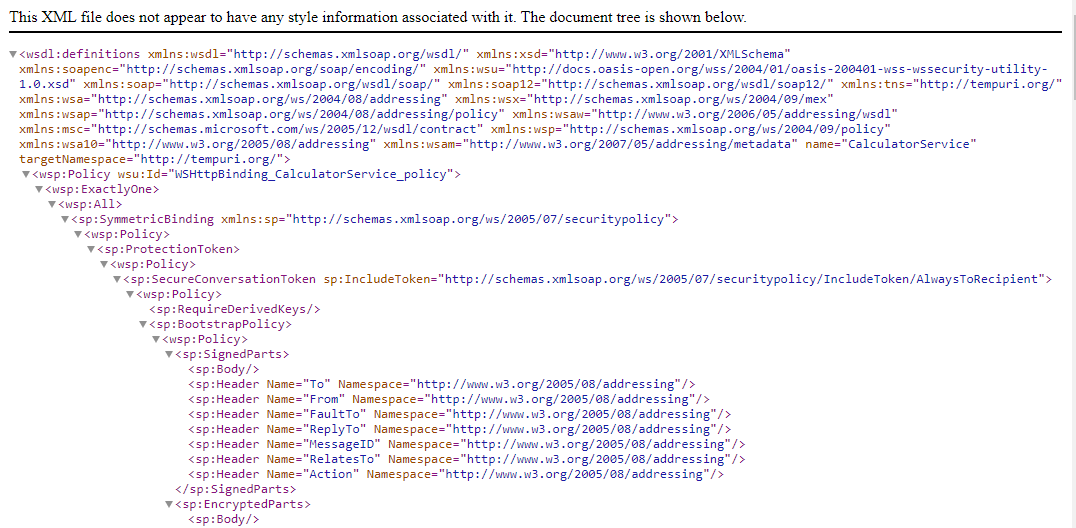 This XML file does not appear to have any style information associated with it. The document tree is shown below.
▼<wsdl:definitions xmlns:wsdl="http://schemas.xmlsoap.org/wsdl/" xmlns:xsd="http://www.w3.org/2001/XMLSchema"
xmlns:soapenc="http://schemas.xmlsoap.org/soap/encoding/" xmlns:wsu="http://docs.oasis-open.org/wss/2004/01/oasis-200401-wss-wssecurity-utility-
1.0.xsd" xmlns:soap="http://schemas.xmlsoap.org/wsdl/soap/" xmlns:soap12="http://schemas.xmlsoap.org/wsdl/soap12/" xmlns:tns="http://tempuri.org/"
xmlns:wsa="http://schemas.xmlsoap.org/ws/2004/08/addressing" xmlns:wsx="http://schemas.xmlsoap.org/ws/2004/09/mex"
xmlns:wsap="http://schemas.xmlsoap.org/ws/2004/08/addressing/policy" xmlns:wsaw="http://www.w3.org/2006/05/addressing/wsdl"
xmlns:msc="http://schemas.microsoft.com/ws/2005/12/wsdl/contract" xmlns:wsp="http://schemas.xmlsoap.org/ws/2004/09/policy"
xmlns:wsa10="http://www.w3.org/2005/08/addressing" xmlns:wsam="http://www.w3.org/2007/05/addressing/metadata" name="CalculatorService"
targetNamespace="http://tempuri.org/">
▼<wsp:Policy wsu:Id="WSHttpBinding_CalculatorService_policy">
▼<wsp:ExactlyOne>
▼<wsp:All>
▼<sp:SymmetricBinding xmlns:sp="http://schemas.xmlsoap.org/ws/2005/07/securitypolicy">
▼<wsp:Policy>
▼<sp:ProtectionToken>
▼<wsp:Policy>
▼<sp:SecureConversationToken sp:IncludeToken="http://schemas.xmlsoap.org/ws/2005/07/securitypolicy/IncludeToken/AlwaysToRecipient">
▼<wsp:Policy>
<sp:RequireDerivedKeys/>
▼<sp:BootstrapPolicy>
▼<wsp:Policy>
▼<sp:SignedParts>
<sp:Body/>
<sp:Header Name="To" Namespace="http://www.w3.org/2005/08/addressing"/>
<sp:Header Name="From" Namespace="http://www.w3.org/2005/08/addressing"/>
<sp:Header Name="FaultTo" Namespace="http://www.w3.org/2005/08/addressing"/>
<sp:Header Name="ReplyTo" Namespace="http://www.w3.org/2005/08/addressing"/>
<sp:Header Name="MessageID" Namespace="http://www.w3.org/2005/08/addressing"/>
<sp:Header Name="RelatesTo" Namespace="http://www.w3.org/2005/08/addressing"/>
<sp:Header Name="Action" Namespace="http://www.w3.org/2005/08/addressing"/>
</sp:SignedParts>
▼<sp:EncryptedParts>
<sp:Body/>